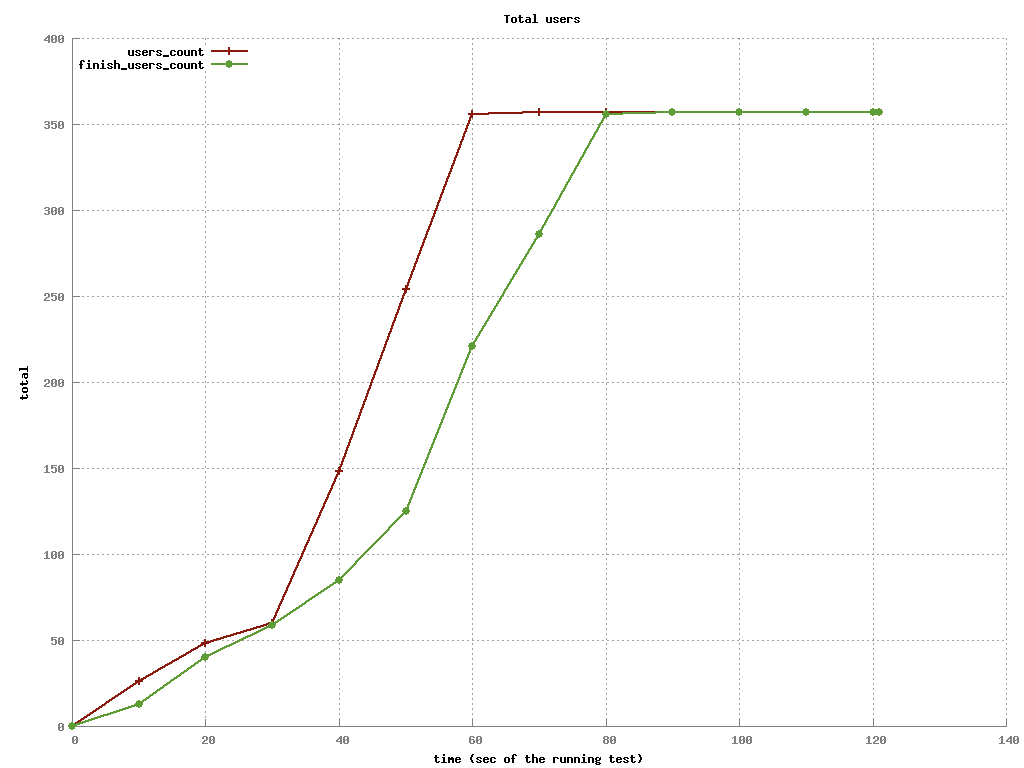 Total users
users_count
finish_users_count
400
350
300
250
200
150
100
50
0
total
0 20 40 60 80 100 120 140
time (sec of the running test)